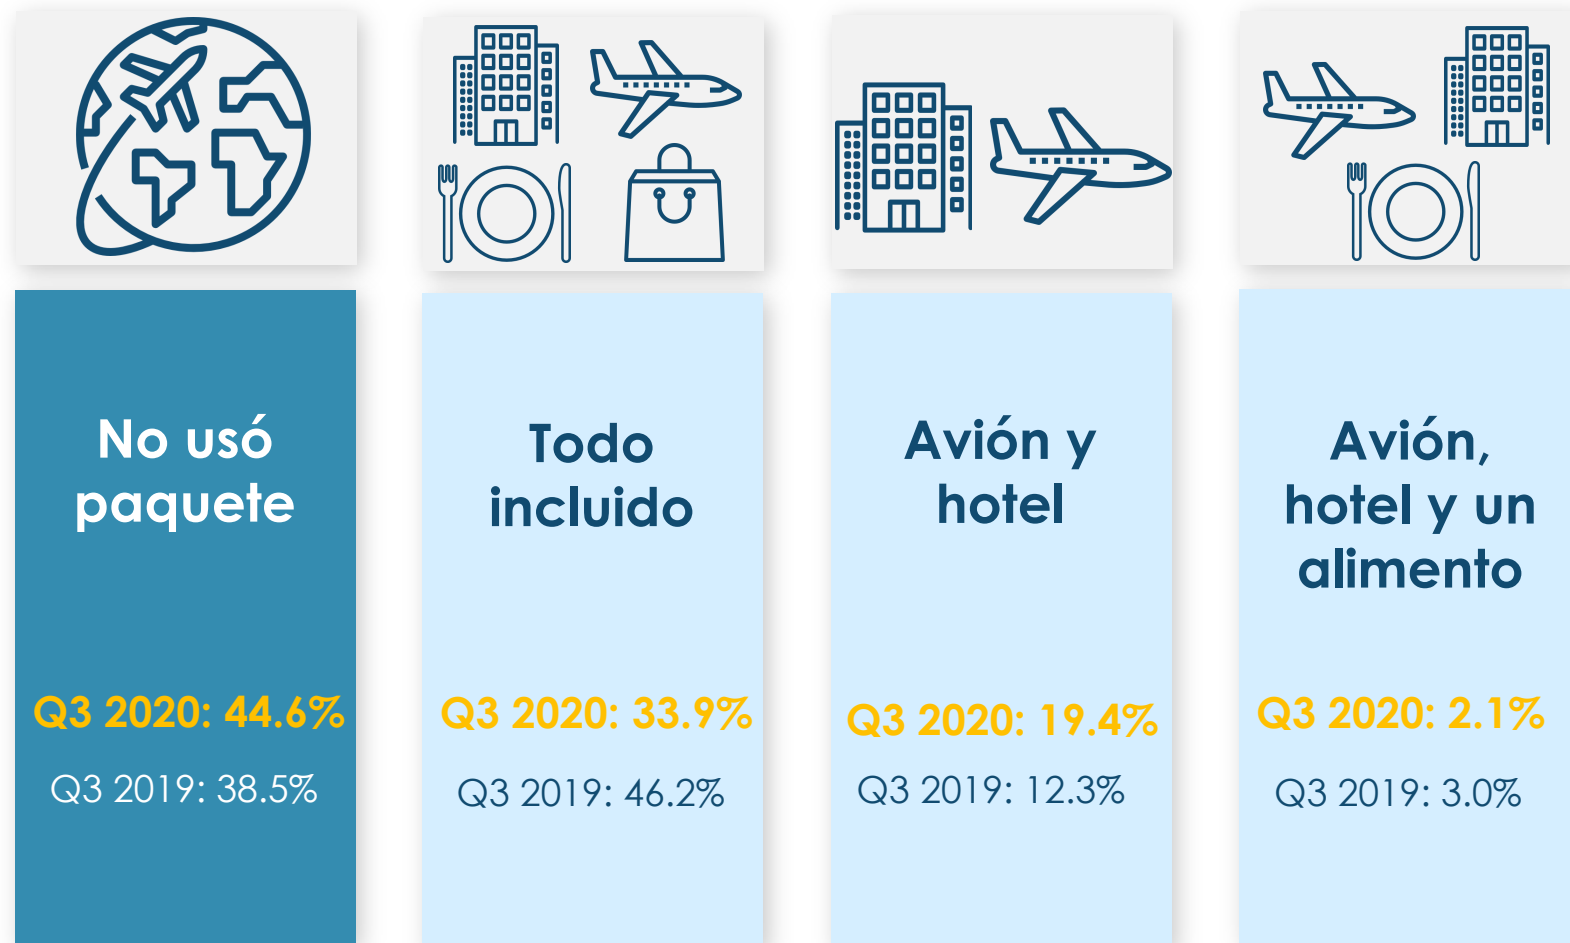 No usó
paquete
Q3 2020: 44.6%
Q3 2019: 38.5%
Todo
incluido
Q3 2020: 33.9%
Q3 2019: 46.2%
Avión y
hotel
Q3 2020: 19.4%
Q3 2019: 12.3%
Avión,
hotel y un
alimento
Q3 2020: 2.1%
Q3 2019: 3.0%